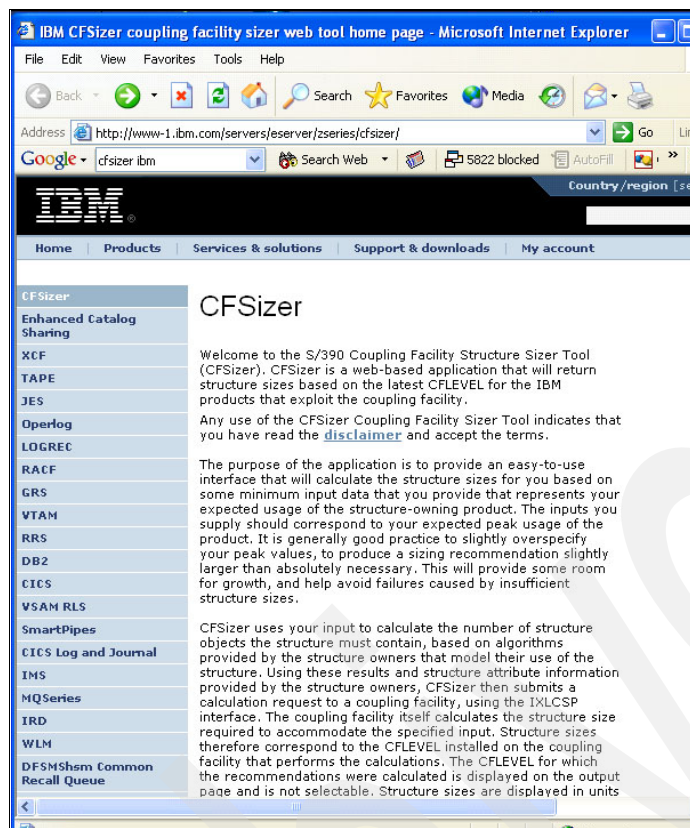 IBM CFSizer coupling facility sizer web tool home page - Microsoft Internet Explorer
File Edit View Favorites Tools Help
Back Search Favorites Media
Address http://www-1.ibm.com/servers/eserver/zseries/cfsizer/ Go
Google cfsizer ibm Search Web 5822 blocked AutoFill »
Country/region [se
IBM ®
Home | Products | Services & solutions | Support & downloads | My account
CFSizer
Enhanced Catalog
Sharing
XCF
TAPE
JES
Operlog
LOGREC
RACF
GRS
VTAM
RRS
DB2
CICS
VSAM RLS
SmartPipes
CICS Log and Journal
IMS
MQSeries
IRD
WLM
DFSMShsm Common
Recall Queue
CFSizer
Welcome to the S/390 Coupling Facility Structure Sizer Tool
(CFSizer). CFSizer is a web-based application that will return
structure sizes based on the latest CFLEVEL for the IBM
products that exploit the coupling facility.
Any use of the CFSizer Coupling Facility Sizer Tool indicates that
you have read the disclaimer and accept the terms.
The purpose of the application is to provide an easy-to-use
interface that will calculate the structure sizes for you based on
some minimum input data that you provide that represents your
expected usage of the structure-owning product. The inputs you
supply should correspond to your expected peak usage of the
product. It is generally good practice to slightly overspecify
your peak values, to produce a sizing recommendation slightly
larger than absolutely necessary. This will provide some room
for growth, and help avoid failures caused by insufficient
structure sizes.
CFSizer uses your input to calculate the number of structure
objects the structure must contain, based on algorithms
provided by the structure owners that model their use of the
structure. Using these results and structure attribute information
provided by the structure owners, CFSizer then submits a
calculation request to a coupling facility, using the IXLCSP
interface. The coupling facility itself calculates the structure size
required to accommodate the specified input. Structure sizes
therefore correspond to the CFLEVEL installed on the coupling
facility that performs the calculations. The CFLEVEL for which
the recommendations were calculated is displayed on the output
page and is not selectable. Structure sizes are displayed in units